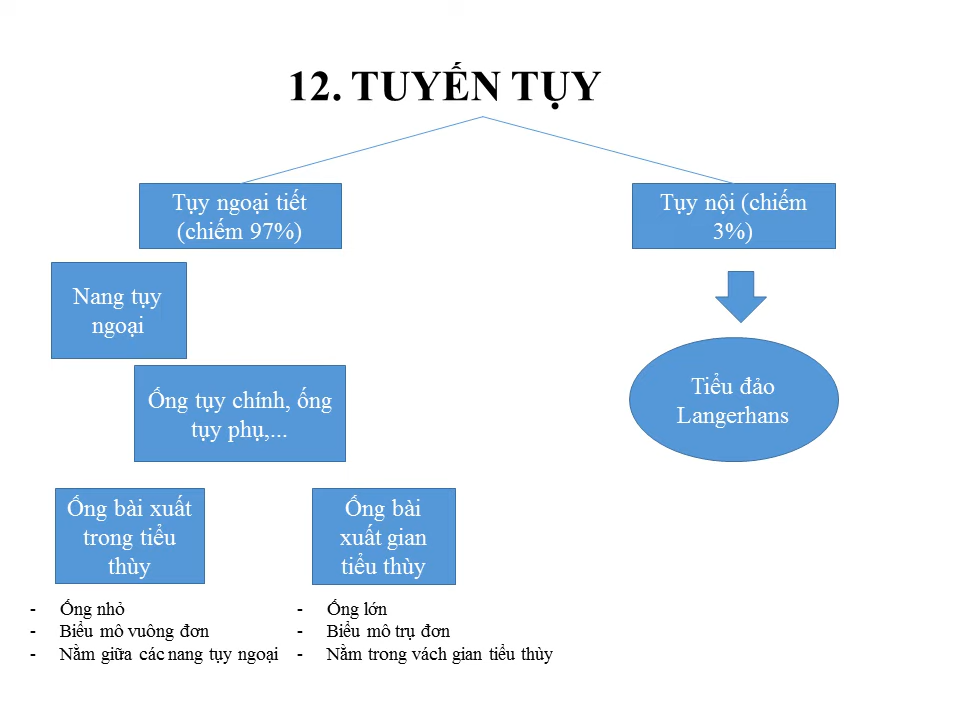 12. TUYẾN TỤY
Tụy ngoại tiết
(chiếm 97%)
Tụy nội (chiếm
3%)
Nang tụy
ngoại
Ống tụy chính, ống
tụy phụ,...
Tiểu đảo
Langerhans
Ống bài xuất
trong tiểu
thùy
Ống bài
xuất gian
tiểu thùy
- Ống nhỏ
- Biểu mô vuông đơn
- Nằm giữa các nang tụy ngoại
- Ống lớn
- Biểu mô trụ đơn
- Nằm trong vách gian tiểu thùy